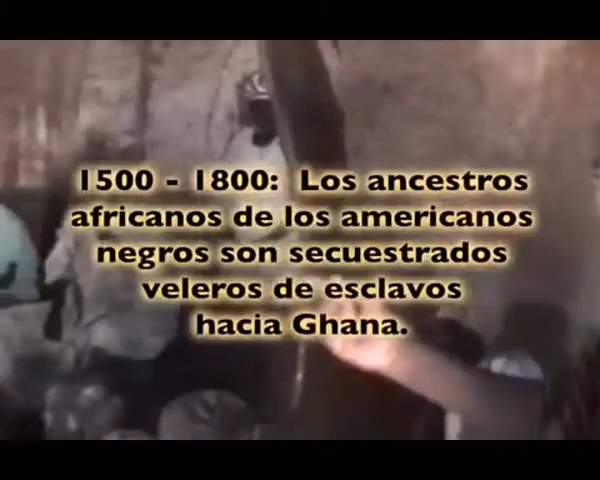 1500 - 1800: Los ancestros
africanos de los americanos
negros son secuestrados
veleros de esclavos
hacia Ghana.